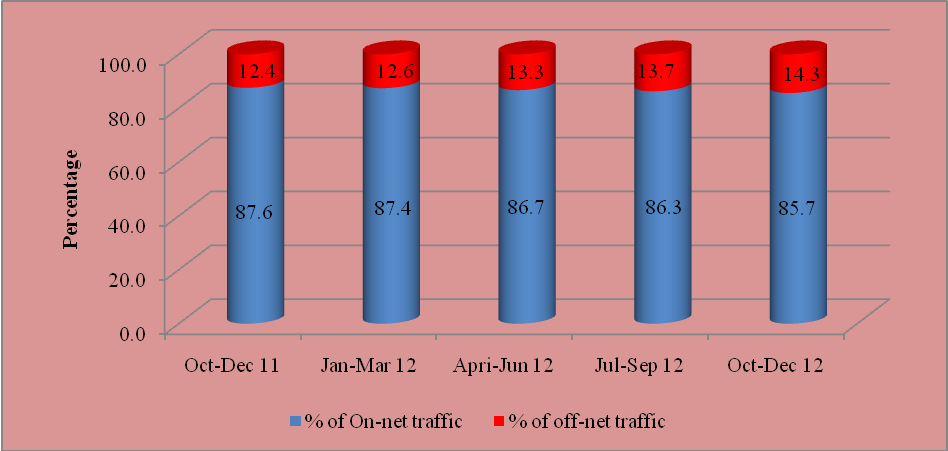 Percentage
100.0
80.0
60.0
40.0
20.0
0.0
12.4 12.6 13.3 13.7 14.3
87.6 87.4 86.7 86.3 85.7
Oct-Dec 11 Jan-Mar 12 Apri-Jun 12 Jul-Sep 12 Oct-Dec 12
% of On-net traffic % of off-net traffic